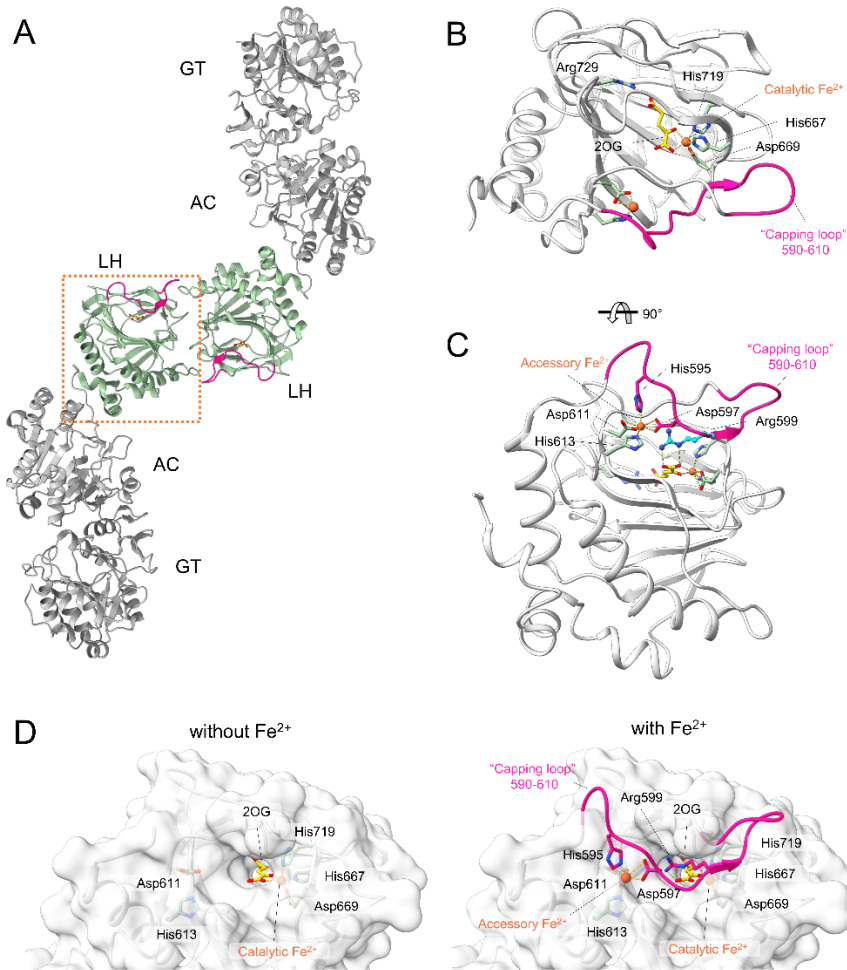 A
GT
AC
LH
LH
AC
GT
B
Arg729
His719
Catalytic Fe²⁺
His667
2OG
Asp669
"Capping loop"
590-610
90°
C
Accessory Fe²⁺
His595
"Capping loop"
590-610
Asp611
Asp597
His613
Arg599
D
without Fe²⁺
2OG
His719
Asp611
His667
Asp669
His613
Catalytic Fe²⁺
with Fe²⁺
"Capping loop"
590-610
Arg599
2OG
His719
His595
His667
Asp611
Asp597
Asp669
Accessory Fe²⁺
His613
Catalytic Fe²⁺